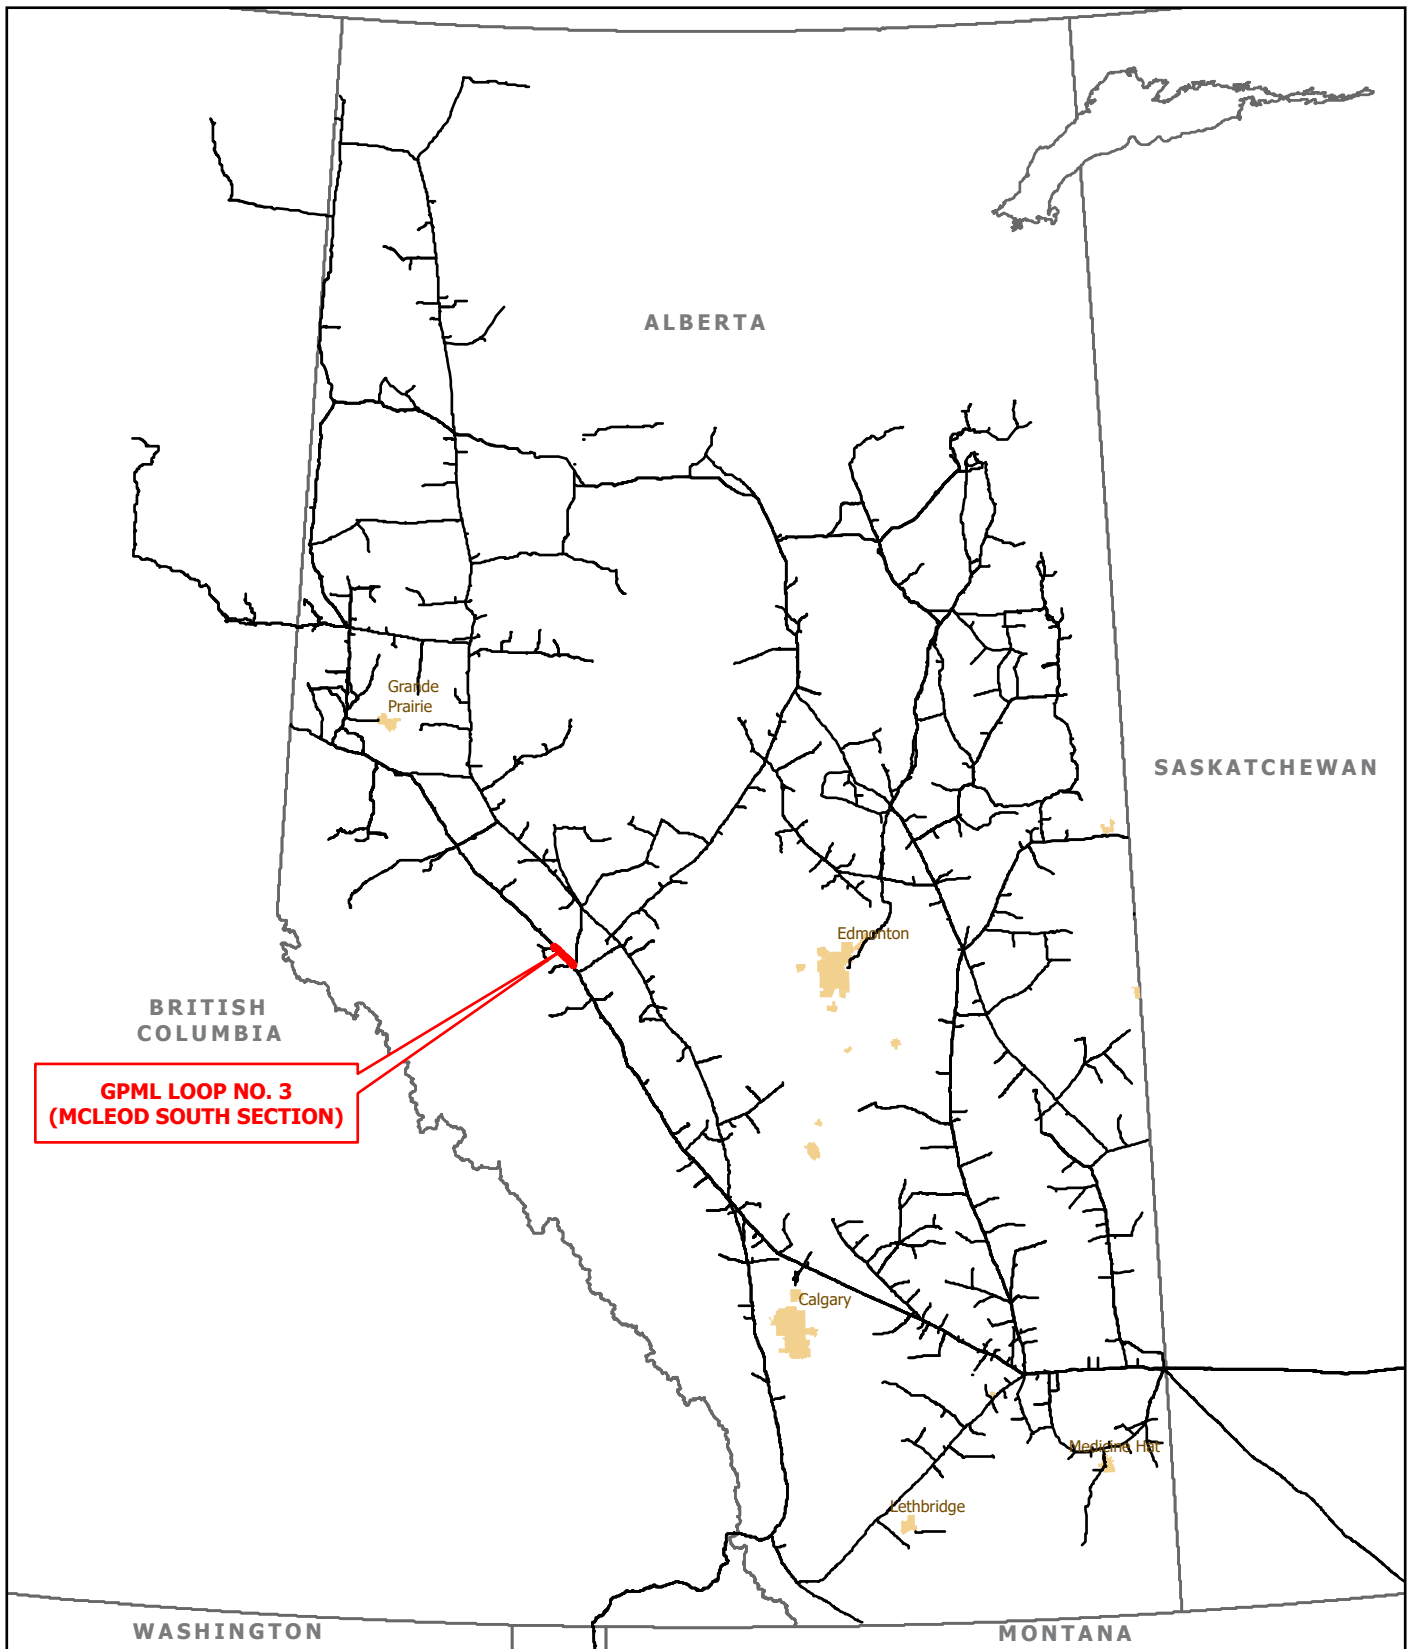 ALBERTA
Grande
Prairie
SASKATCHEWAN
Edmonton
BRITISH
COLUMBIA
GPML LOOP NO. 3
(MCLEOD SOUTH SECTION)
Calgary
Medicine Hat
Lethbridge
WASHINGTON
MONTANA